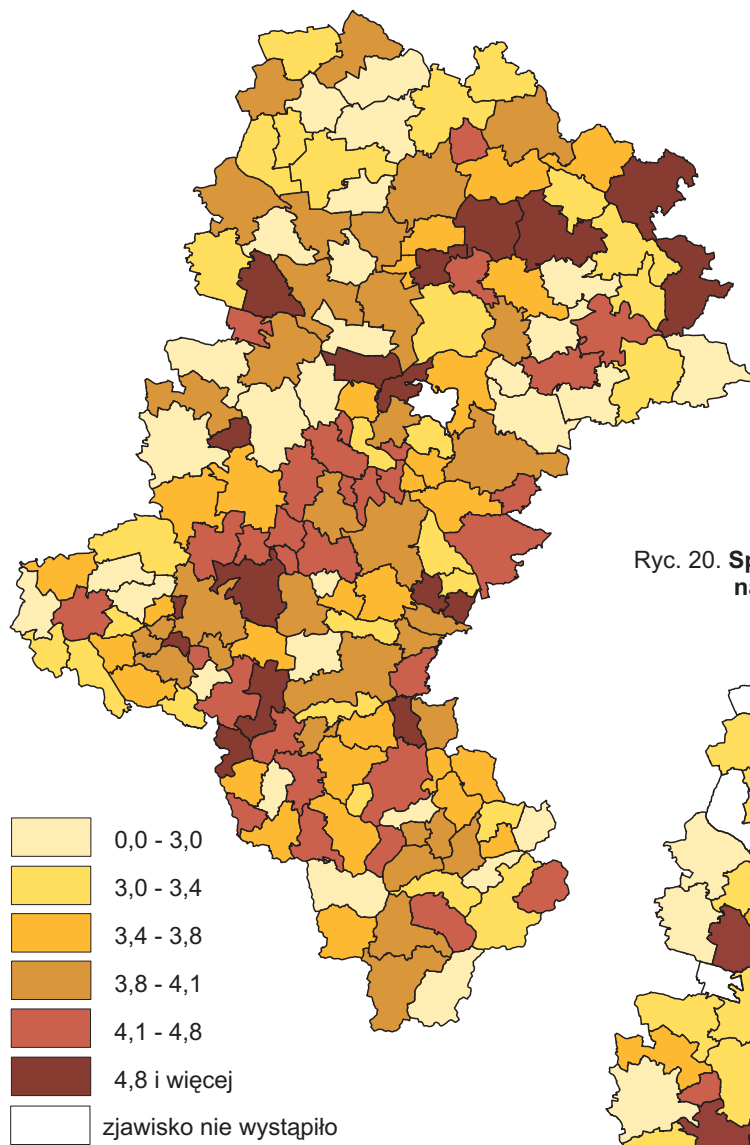 Ryc. 20.
0,0 - 3,0
3,0 - 3,4
3,4 - 3,8
3,8 - 4,1
4,1 - 4,8
4,8 i więcej
zjawisko nie wystąpiło